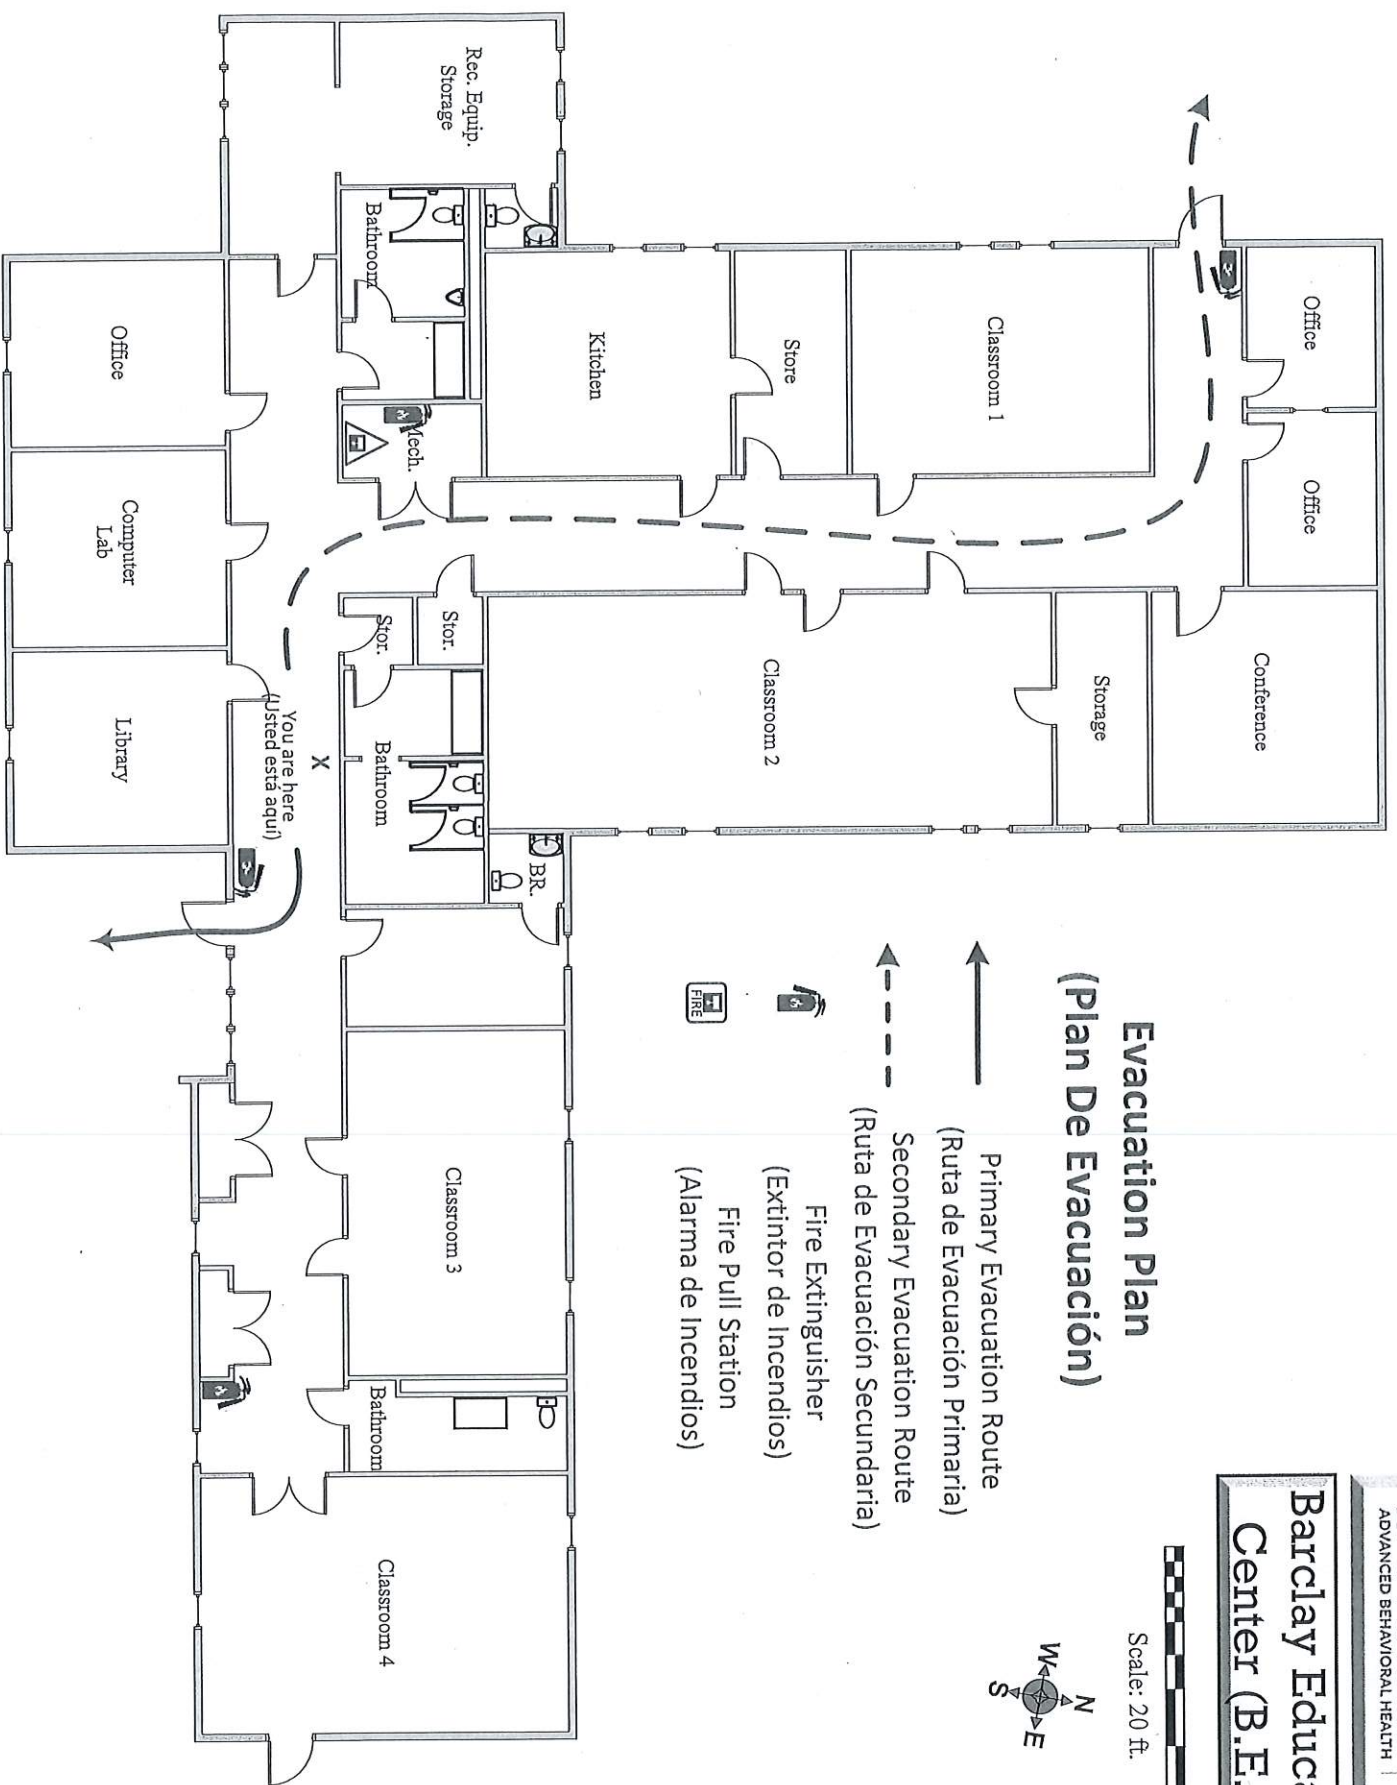 ADVANCED BEHAVIORAL HEALTH
Barclay Educa
Center (B.E.
Scale: 20 ft.
N
W
E
S
Evacuation Plan
(Plan De Evacuación)
Primary Evacuation Route
(Ruta de Evacuación Primaria)
Secondary Evacuation Route
(Ruta de Evacuación Secundaria)
Fire Extinguisher
(Extintor de Incendios)
FIRE
Fire Pull Station
(Alarma de Incendios)
Office
Office
Conference
Classroom 1
Storage
Store
Classroom 2
Kitchen
Rec. Equip.
Storage
BR.
Stor.
Mech.
Stor.
Bathroom
Bathroom
Classroom 3
Bathroom
Classroom 4
X
You are here
(Usted está aquí)
Office
Computer
Lab
Library